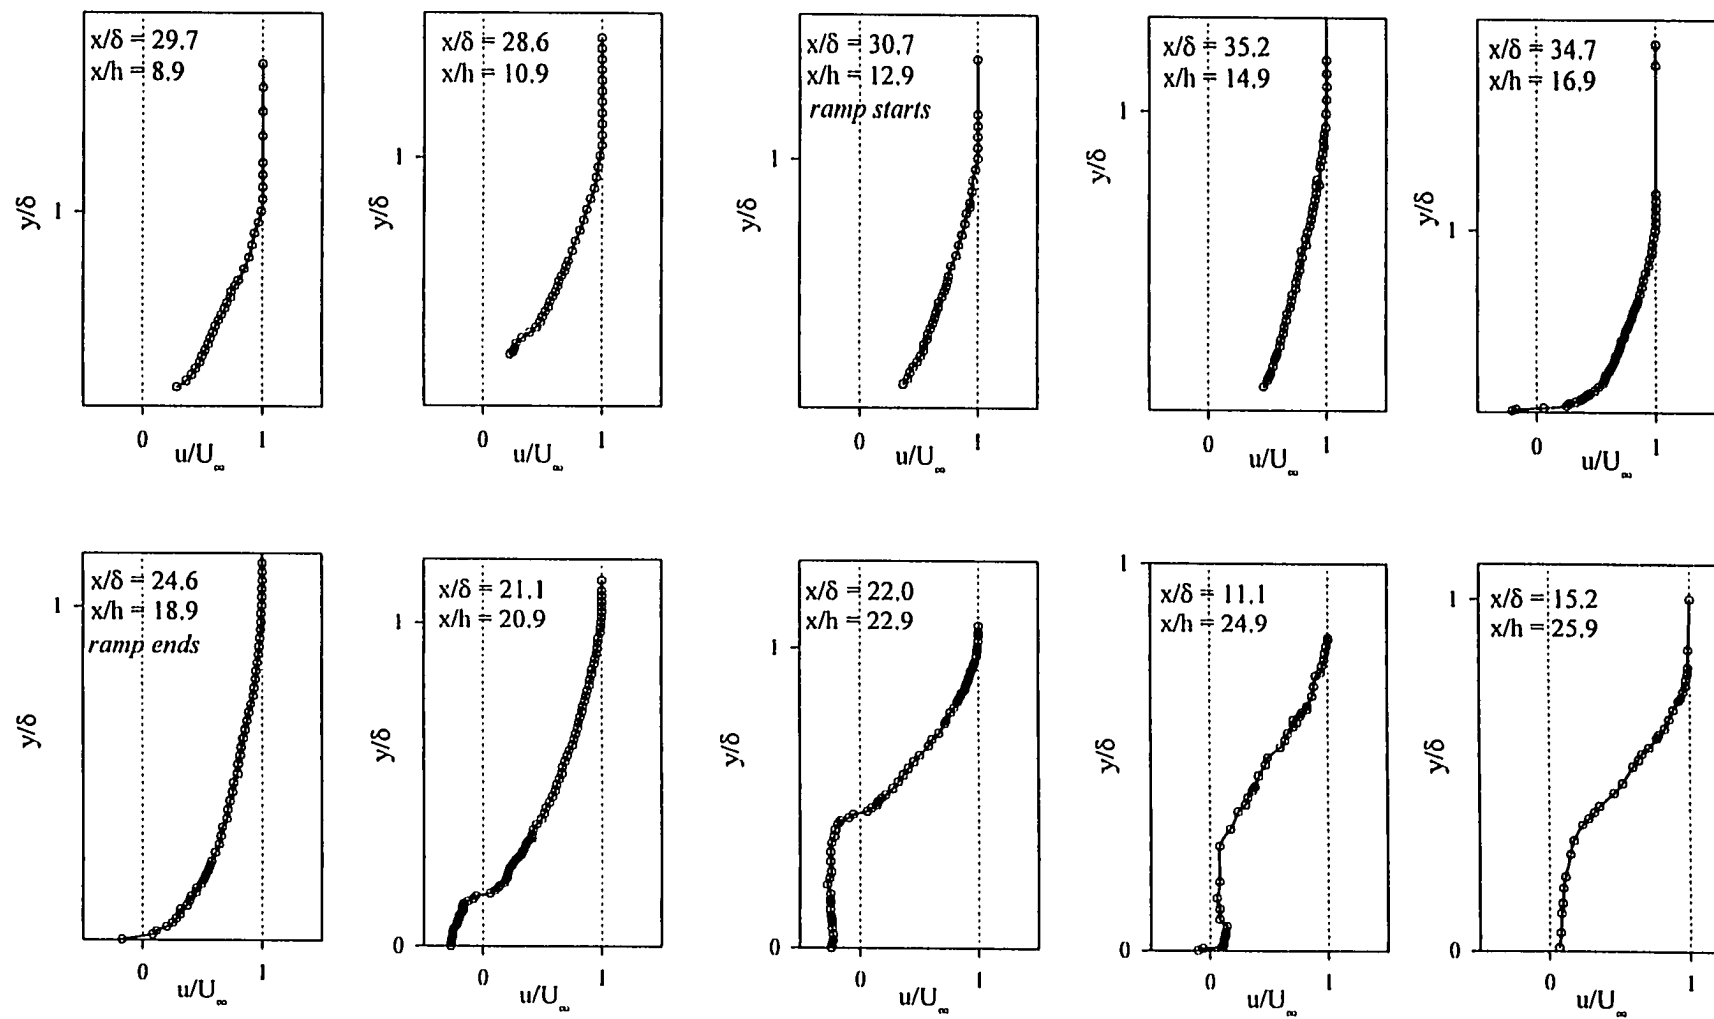 x/δ = 29.7
x/h = 8.9
y/δ
1
0
1
u/U∞
x/δ = 28.6
x/h = 10.9
y/δ
1
0
1
u/U∞
x/δ = 30.7
x/h = 12.9
ramp starts
y/δ
1
0
1
u/U∞
x/δ = 35.2
x/h = 14.9
y/δ
1
0
1
u/U∞
x/δ = 34.7
x/h = 16.9
y/δ
1
0
1
u/U∞
x/δ = 24.6
x/h = 18.9
ramp ends
y/δ
1
0
1
u/U∞
x/δ = 21.1
x/h = 20.9
y/δ
1
0
0
1
u/U∞
x/δ = 22.0
x/h = 22.9
y/δ
1
0
0
1
u/U∞
x/δ = 11.1
x/h = 24.9
y/δ
1
0
0
1
u/U∞
x/δ = 15.2
x/h = 25.9
y/δ
1
0
0
1
u/U∞